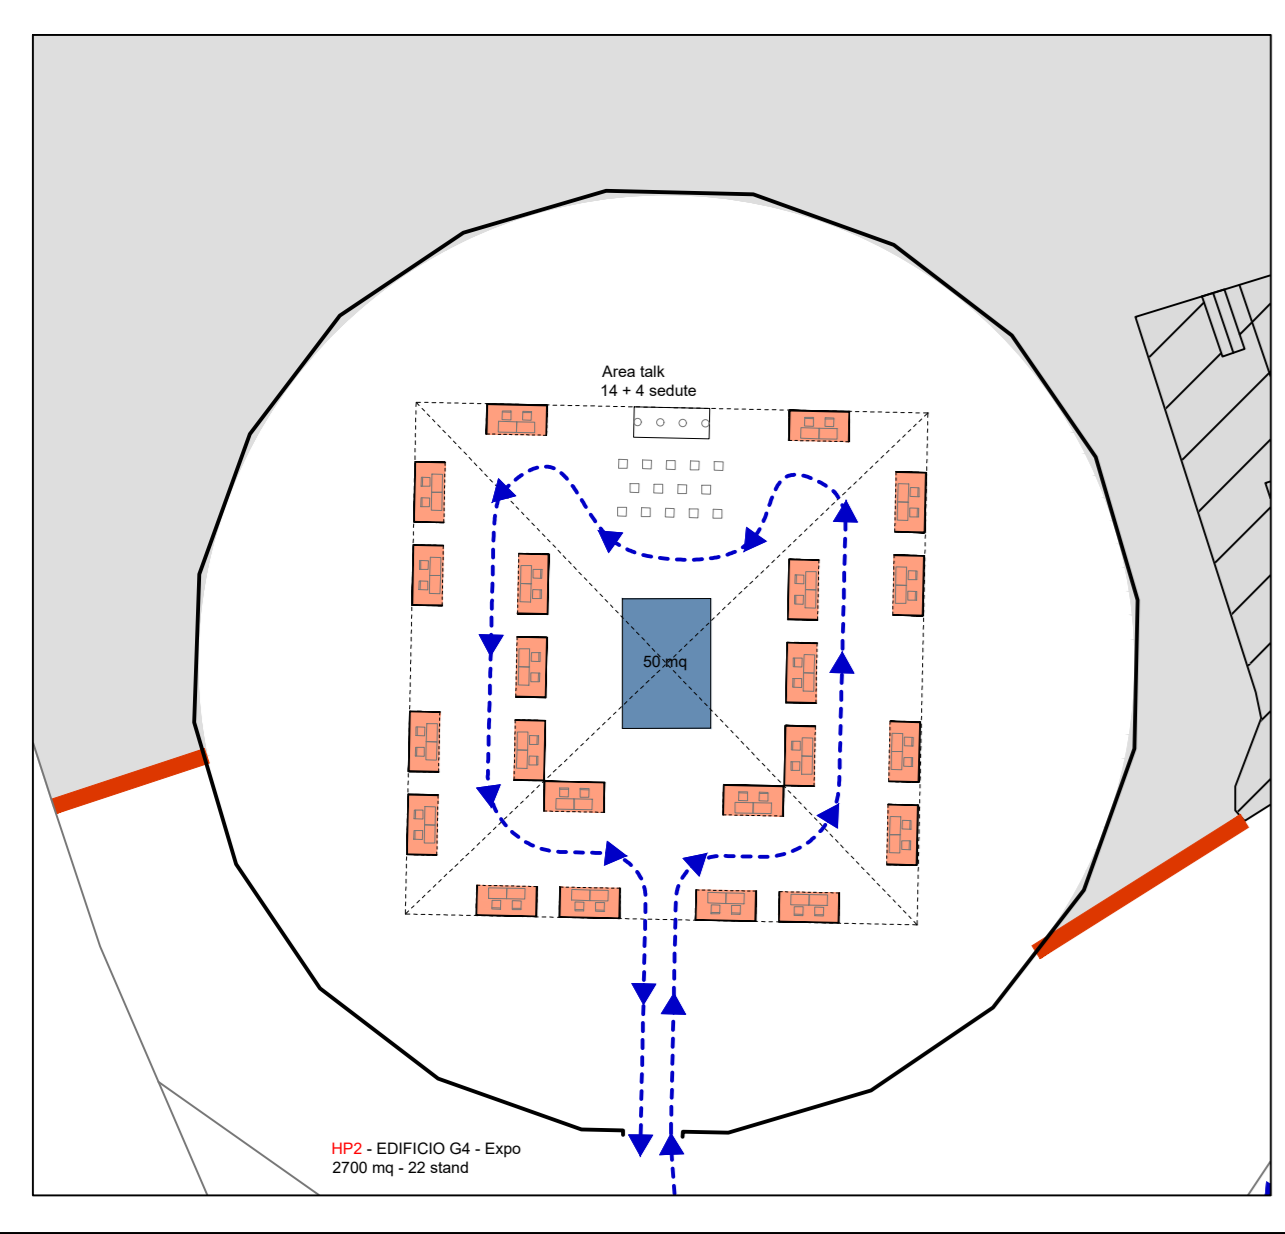 Area talk
14 + 4 sedute
50 mq
HP2 - EDIFICIO G4 - Expo
2700 mq - 22 stand